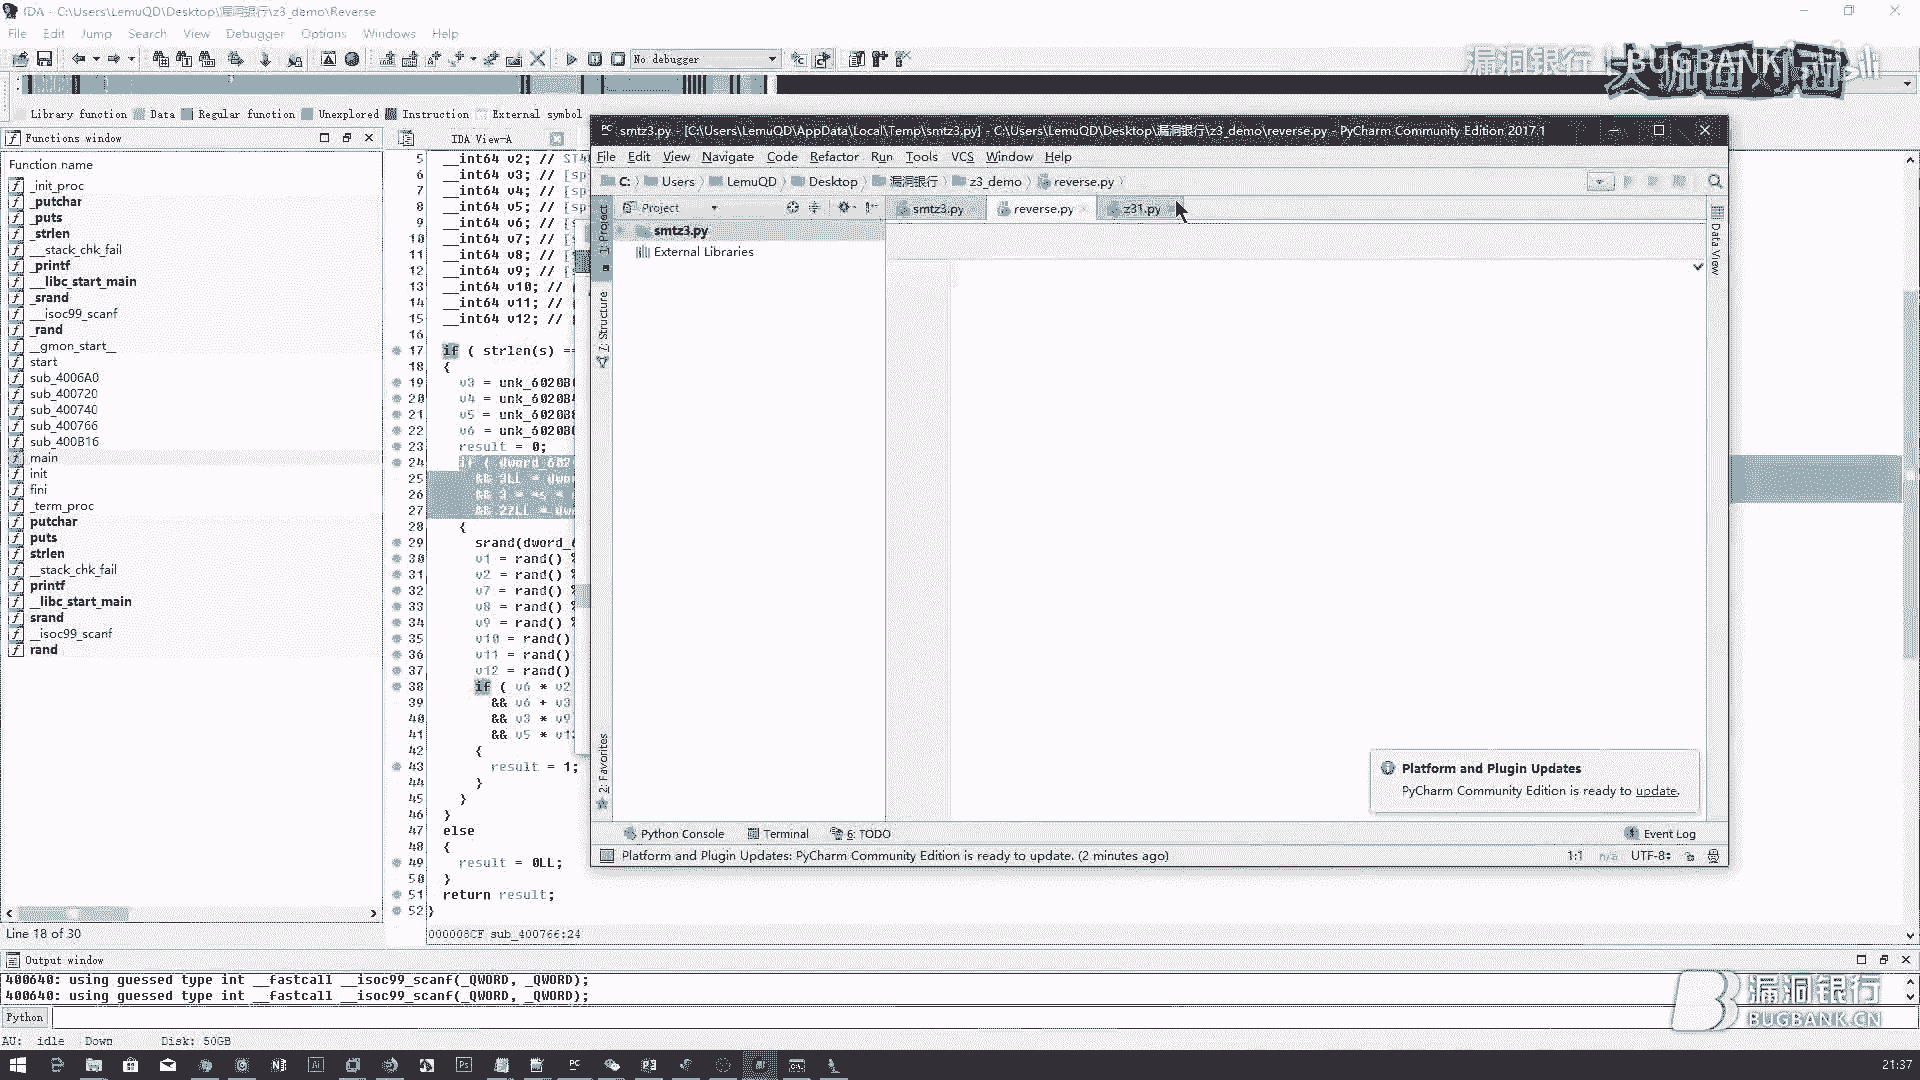 IDA - C:\Users\LemuQD\Desktop\漏洞银行\z3_demo\Reverse
File Edit Jump Search View Debugger Options Windows Help
No debugger
漏洞银行 BUGBANK
大咖面对面
Library function Data Regular function Unexplored Instruction External symbol
Functions window
IDA View-A
Function name
_init_proc
_putchar
_puts
_strlen
__stack_chk_fail
_printf
__libc_start_main
_srand
__isoc99_scanf
_rand
__gmon_start__
start
sub_4006A0
sub_400720
sub_400740
sub_400766
sub_400B16
main
init
fini
_term_proc
putchar
puts
strlen
__stack_chk_fail
printf
__libc_start_main
srand
__isoc99_scanf
rand
Line 18 of 30
5 __int64 v2; //
6 __int64 v3; // [sp
7 __int64 v4; // [sp
8 __int64 v5; // [sp
9 __int64 v6; //
10 __int64 v7; //
11 __int64 v8; //
12 __int64 v9; //
13 __int64 v10; //
14 __int64 v11; //
15 __int64 v12; //
16
17 if ( strlen(s) ==
18 {
19 v3 =
20 v4 =
21 v5 =
22 v6 =
23 result = 0;
24 if (
25 &&
26 &&
27 &&
28 {
29 srand(
30 v1 = rand() %
31 v2 = rand() %
32 v7 = rand() %
33 v8 = rand() %
34 v9 = rand() %
35 v10 = rand()
36 v11 = rand()
37 v12 = rand()
38 if ( v6 * v2
39 && v6 + v3
40 && v3 * v9
41 && v5 *
42 {
43 result = 1;
44 }
45 }
46 }
47 else
48 {
49 result = 0LL;
50 }
51 return result;
52 }
000008CF sub_400766:24
smtz3.py - [C:\Users\LemuQD\AppData\Local\Temp\smtz3.py] - C:\Users\LemuQD\Desktop\漏洞银行\z3_demo\reverse.py - PyCharm Community Edition 2017.1
File Edit View Navigate Code Refactor Run Tools VCS Window Help
C: Users LemuQD Desktop 漏洞银行 z3_demo reverse.py
Project smtz3.py reverse.py z31.py
smtz3.py
External Libraries
1: Project
7: Structure
2: Favorites
Data View
Platform and Plugin Updates
PyCharm Community Edition is ready to update.
Python Console Terminal 6: TODO Event Log
Platform and Plugin Updates: PyCharm Community Edition is ready to update. (2 minutes ago) 1:1 n/a UTF-8
Output window
400640: using guessed type int __fastcall __isoc99_scanf(_QWORD, _QWORD);
400640: using guessed type int __fastcall __isoc99_scanf(_QWORD, _QWORD);
Python
AU: idle Down Disk: 50GB
漏洞银行
BUGBANK.CN
21:37